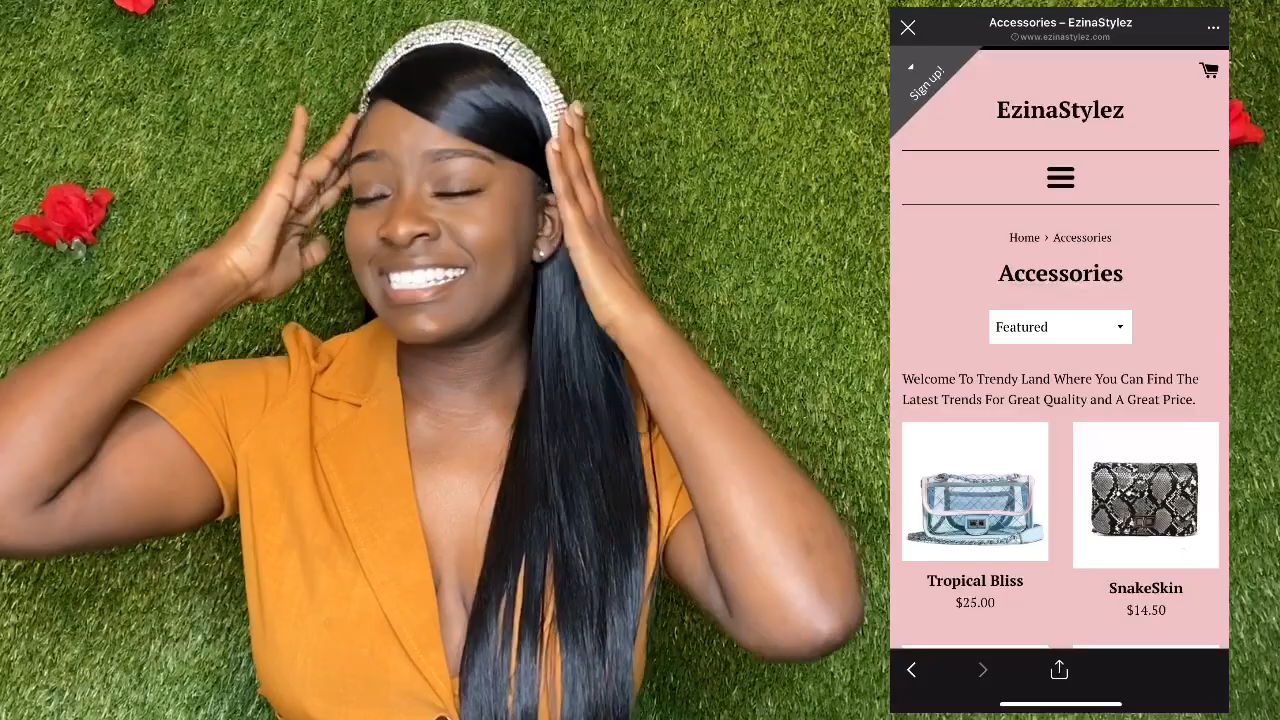 Accessories – EzinaStylez
www.ezinastylez.com
Sign up!
EzinaStylez
Home › Accessories
Accessories
Featured
Welcome To Trendy Land Where You Can Find The
Latest Trends For Great Quality and A Great Price.
Tropical Bliss
$25.00
SnakeSkin
$14.50